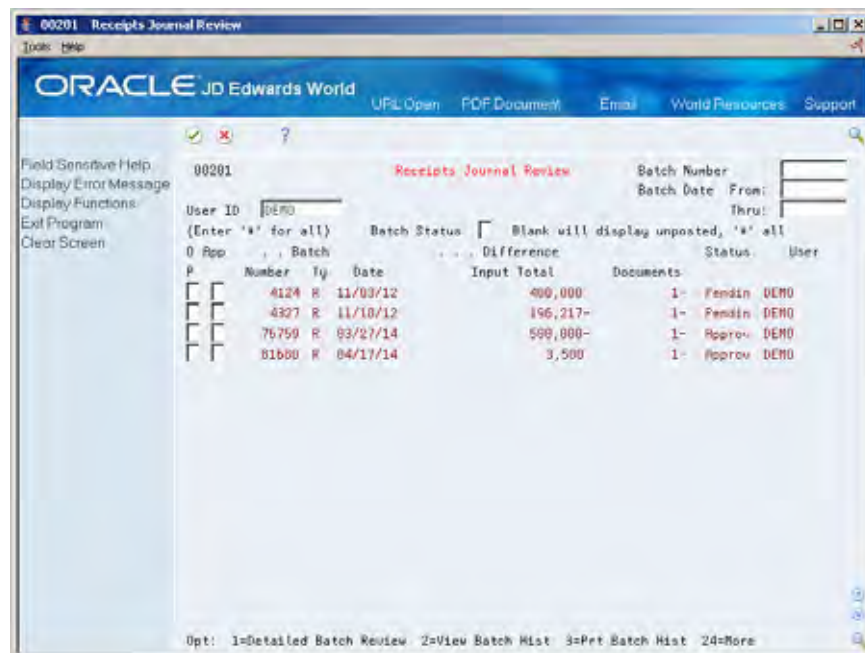 00201 Receipts Journal Review
Tools Help
ORACLE JD Edwards World
URL Open PDF Document Email World Resources Support
?
Field Sensitive Help
Display Error Message
Display Functions
Exit Program
Clear Screen
00201 Receipts Journal Review Batch Number
Batch Date From:
User ID DEMO Thru:
(Enter '*' for all) Batch Status Blank will display unposted, '*' all
O App . . Batch . . . Difference Status User
P Number Ty Date Input Total Documents
4124 R 11/03/12 400,000 1- Pendin DEMO
4327 R 11/10/12 196,217- 1- Pendin DEMO
R 03/27/14 1- Approv DEMO
R 04/17/14 3,500 1- Approv DEMO
Opt: 1=Detailed Batch Review 2=View Batch Hist 3=Prt Batch Hist 24=More